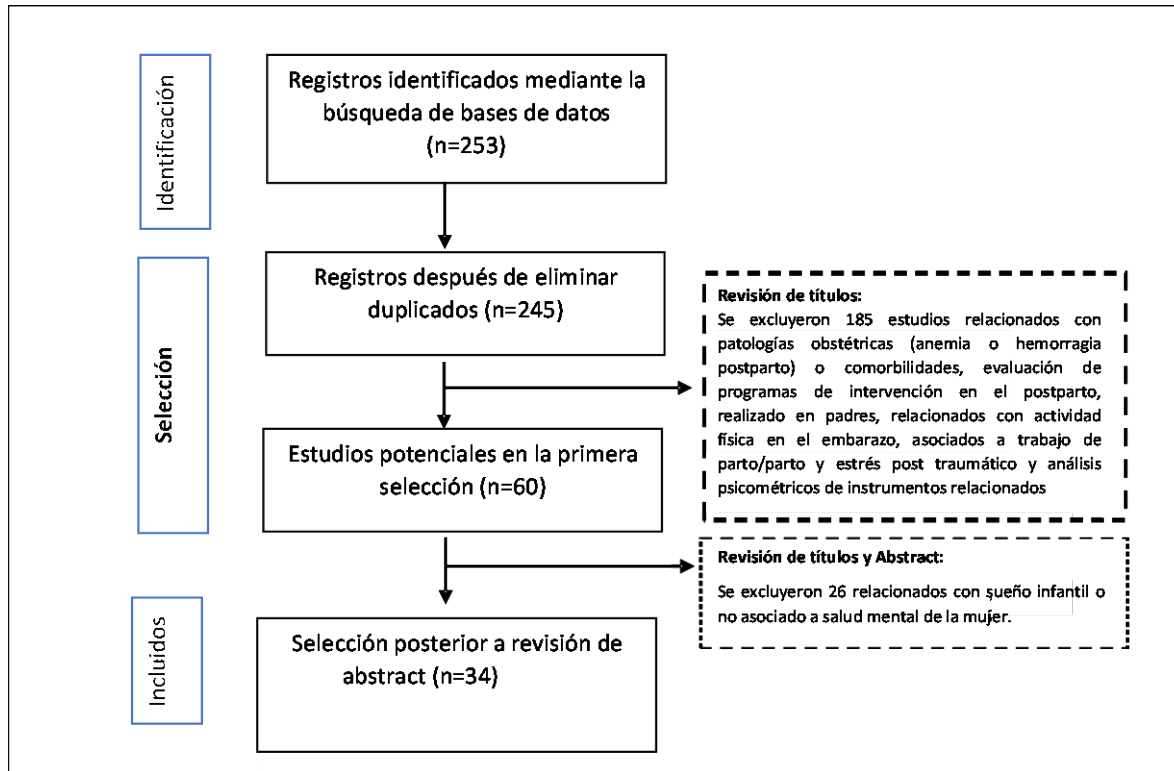 Identificación
Registros identificados mediante la
búsqueda de bases de datos
(n=253)
Selección
Registros después de eliminar
duplicados (n=245)
Revisión de títulos:
Se excluyeron 185 estudios relacionados con
patologías obstétricas (anemia o hemorragia
postparto) o comorbilidades, evaluación de
programas de intervención en el postparto,
realizado en padres, relacionados con actividad
física en el embarazo, asociados a trabajo de
parto/parto y estrés post traumático y análisis
psicométricos de instrumentos relacionados
Estudios potenciales en la primera
selección (n=60)
Revisión de títulos y Abstract:
Se excluyeron 26 relacionados con sueño infantil o
no asociado a salud mental de la mujer.
Incluidos
Selección posterior a revisión de
abstract (n=34)